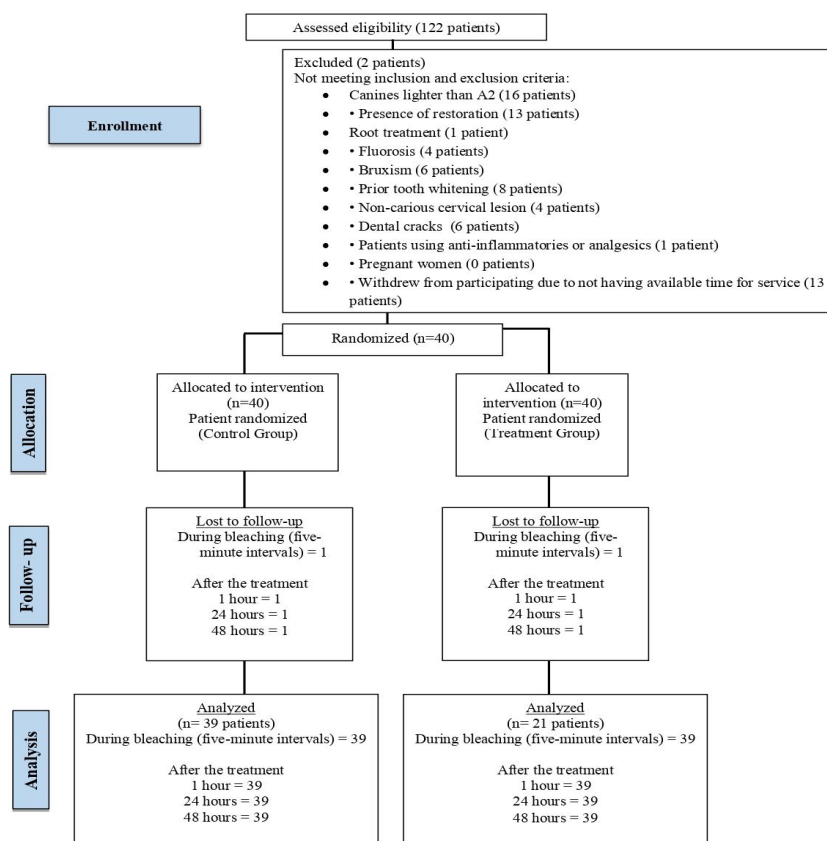 Assessed eligibility (122 patients)
Enrollment
Excluded (2 patients)
Not meeting inclusion and exclusion criteria:
● Canines lighter than A2 (16 patients)
● • Presence of restoration (13 patients)
● Root treatment (1 patient)
● • Fluorosis (4 patients)
● • Bruxism (6 patients)
● • Prior tooth whitening (8 patients)
● • Non-carious cervical lesion (4 patients)
● • Dental cracks (6 patients)
● • Patients using anti-inflammatories or analgesics (1 patient)
● • Pregnant women (0 patients)
● • Withdrew from participating due to not having available time for service (13
patients)
Randomized (n=40)
Allocation
Allocated to intervention
(n=40)
Patient randomized
(Control Group)
Allocated to
intervention (n=40)
Patient randomized
(Treatment Group)
Follow- up
Lost to follow-up
During bleaching (five-
minute intervals) = 1
After the treatment
1 hour = 1
24 hours = 1
48 hours = 1
Lost to follow-up
During bleaching (five-
minute intervals) = 1
After the treatment
1 hour = 1
24 hours = 1
48 hours = 1
Analysis
Analyzed
(n= 39 patients)
During bleaching (five-minute intervals) = 39
After the treatment
1 hour = 39
24 hours = 39
48 hours = 39
Analyzed
(n= 21 patients)
During bleaching (five-minute intervals) = 39
After the treatment
1 hour = 39
24 hours = 39
48 hours = 39